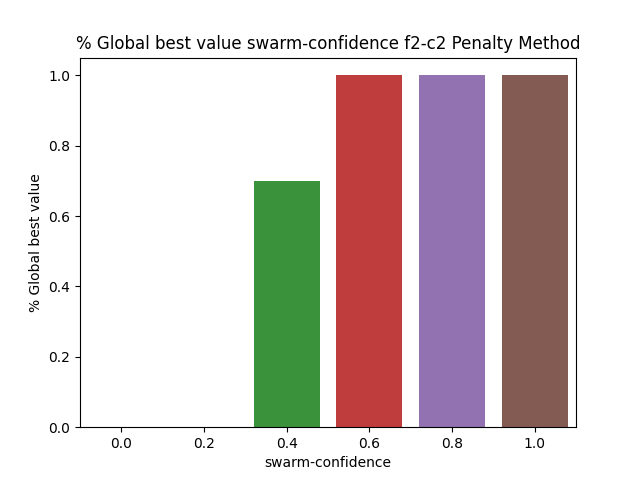 % Global best value swarm-confidence f2-c2 Penalty Method
% Global best value
1.0
0.8
0.6
0.4
0.2
0.0
0.0 0.2 0.4 0.6 0.8 1.0
swarm-confidence